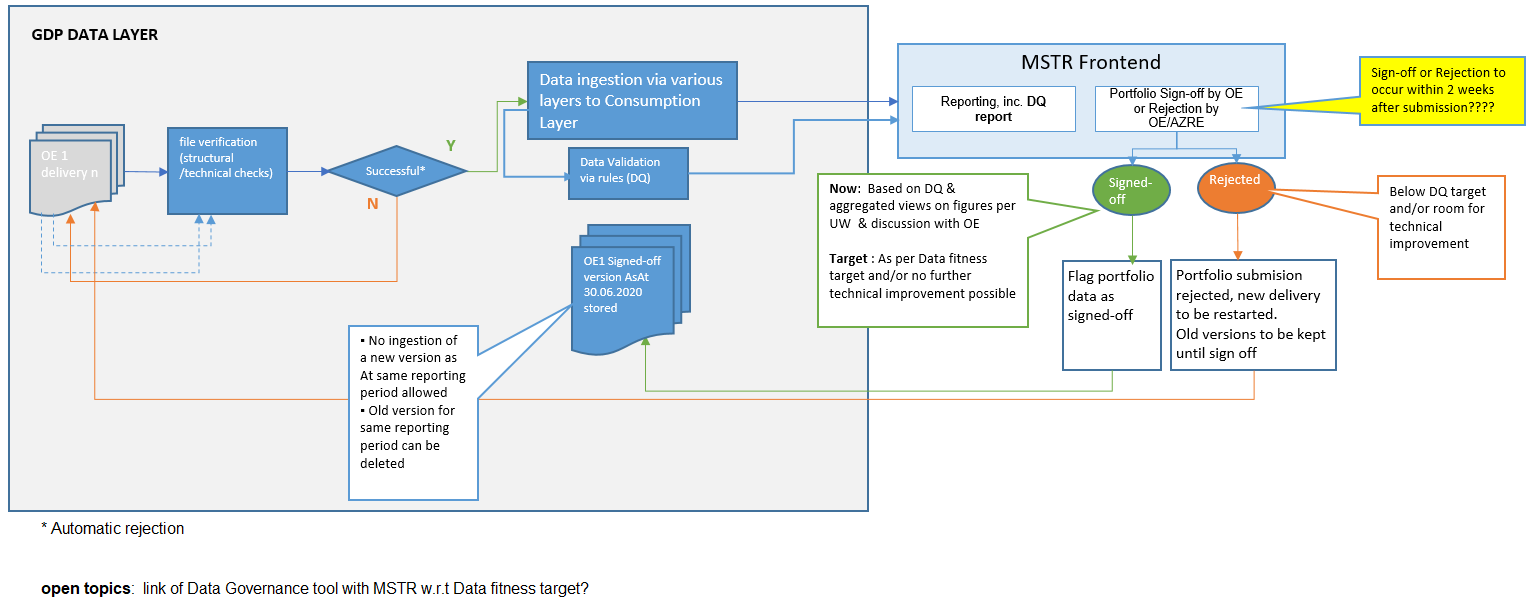 GDP DATA LAYER
OE 1
delivery n
file verification
(structural
/technical checks)
Successful*
Y
N
Data ingestion via various
layers to Consumption
Layer
Data Validation
via rules (DQ)
OE1 Signed-off
version AsAt
30.06.2020
stored
▪ No ingestion of
a new version as
At same reporting
period allowed
▪ Old version for
same reporting
period can be
deleted
MSTR Frontend
Reporting, inc. DQ
report
Portfolio Sign-off by OE
or Rejection by
OE/AZRE
Sign-off or Rejection to
occur within 2 weeks
after submission????
Now: Based on DQ &
aggregated views on figures per
UW & discussion with OE
Target : As per Data fitness
target and/or no further
technical improvement possible
Signed-
off
Rejected
Below DQ target
and/or room for
technical
improvement
Flag portfolio
data as
signed-off
Portfolio submision
rejected, new delivery
to be restarted.
Old versions to be kept
until sign off
* Automatic rejection
open topics: link of Data Governance tool with MSTR w.r.t Data fitness target?